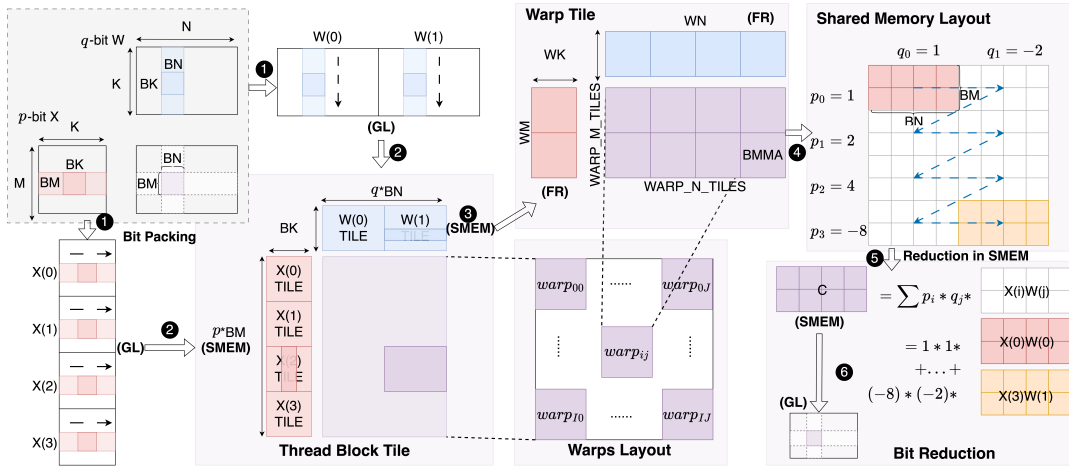 N
q-bit W
BN
K
BK
p-bit X
K
BK
M
BM
BN
BM
1
Bit Packing
1
W(0)
W(1)
(GL)
2
X(0)
X(1)
X(2)
X(3)
(GL)
2
q*BN
BK
W(0)
TILE
W(1)
TILE
3
(SMEM)
X(0)
TILE
X(1)
TILE
X(2)
TILE
X(3)
TILE
p*BM
(SMEM)
Thread Block Tile
Warp Tile
WN
(FR)
WK
WM
WARP_M_TILES
BMMA
WARP_N_TILES
(FR)
4
warp00
......
warp0J
......
warpij
......
warpI0
......
warpIJ
Warps Layout
Shared Memory Layout
q0 = 1
q1 = −2
p0 = 1
BM
BN
p1 = 2
p2 = 4
p3 = −8
5
Reduction in SMEM
C
(SMEM)
= ∑ pi * qj*
X(i)W(j)
= 1 * 1*
X(0)W(0)
+ . . . +
(−8) * (−2)*
X(3)W(1)
6
(GL)
Bit Reduction